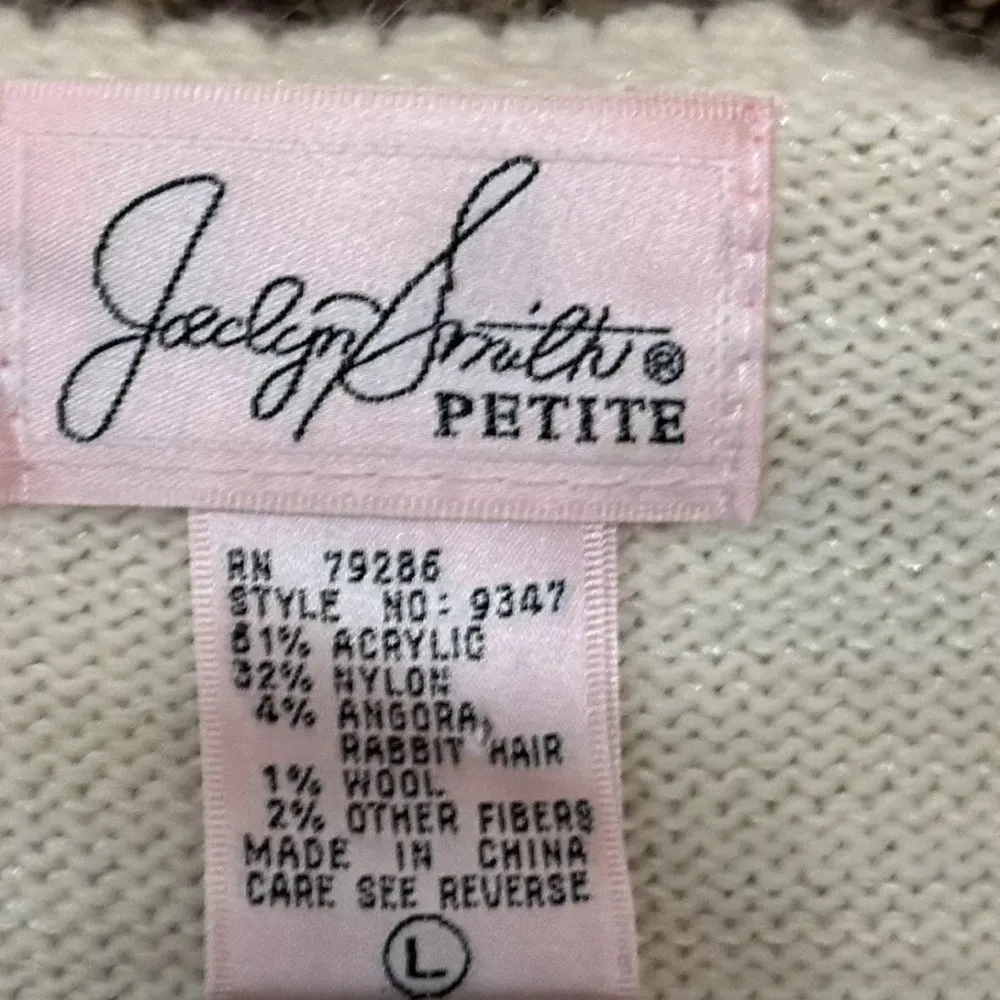 Jaclyn Smith ®
PETITE
RN 79286
STYLE NO: 9347
61% ACRYLIC
32% NYLON
4% ANGORA
RABBIT HAIR
1% WOOL
2% OTHER FIBERS
MADE IN CHINA
CARE SEE REVERSE
L